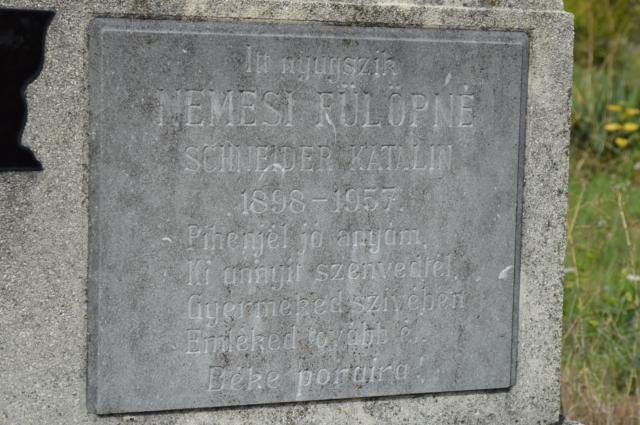 Itt nyugszik
NEMESI FÜLÖPNÉ
SCHNEIDER KATALIN
1898-1957.
Pihenjél jó anyám,
Ki annyit szenvedtél,
Gyermeked szivében
Emléked tovább él.
Béke poraira!